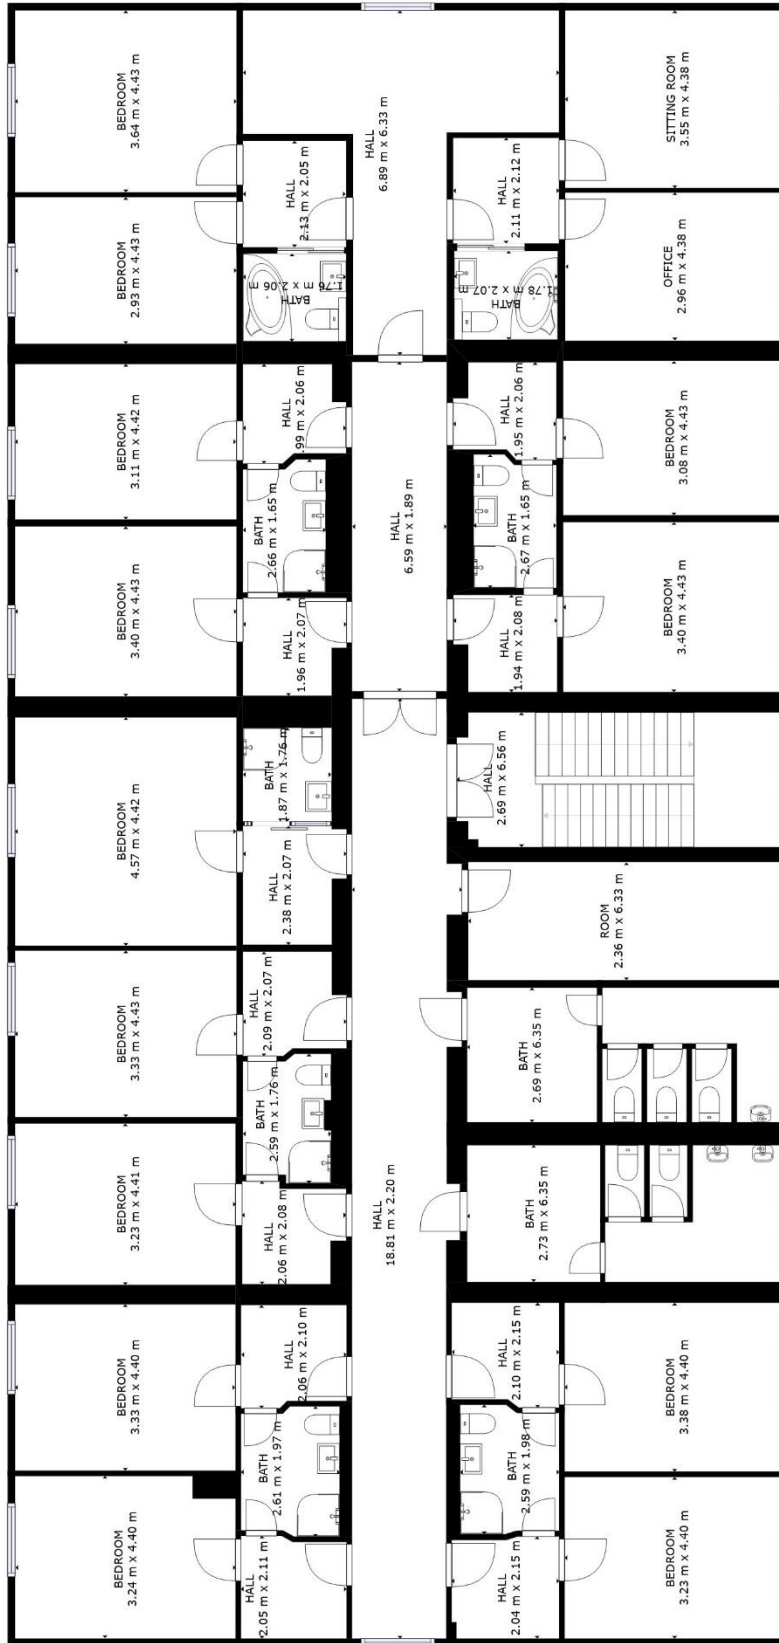 BEDROOM
3.64 m x 4.43 m
HALL
6.89 m x 6.33 m
SITTING ROOM
3.55 m x 4.38 m
HALL
2.13 m x 2.05 m
HALL
2.11 m x 2.12 m
BEDROOM
2.93 m x 4.43 m
BATH
1.76 m x 2.06 m
BATH
1.78 m x 2.07 m
OFFICE
2.96 m x 4.38 m
BEDROOM
3.11 m x 4.42 m
HALL
.99 m x 2.06 m
HALL
1.95 m x 2.06 m
BEDROOM
3.08 m x 4.43 m
BATH
2.66 m x 1.65 m
HALL
6.59 m x 1.89 m
BATH
2.67 m x 1.65 m
BEDROOM
3.40 m x 4.43 m
HALL
1.96 m x 2.07 m
HALL
1.94 m x 2.08 m
BEDROOM
3.40 m x 4.43 m
BEDROOM
4.57 m x 4.42 m
BATH
1.87 m x 1.76 m
HALL
2.69 m x 6.56 m
HALL
2.38 m x 2.07 m
ROOM
2.36 m x 6.33 m
BEDROOM
3.33 m x 4.43 m
HALL
2.09 m x 2.07 m
BATH
2.69 m x 6.35 m
BATH
2.59 m x 1.76 m
BEDROOM
3.23 m x 4.41 m
HALL
2.06 m x 2.08 m
HALL
18.81 m x 2.20 m
BATH
2.73 m x 6.35 m
BEDROOM
3.33 m x 4.40 m
HALL
2.06 m x 2.10 m
HALL
2.10 m x 2.15 m
BEDROOM
3.38 m x 4.40 m
BATH
2.61 m x 1.97 m
BATH
2.59 m x 1.98 m
BEDROOM
3.24 m x 4.40 m
HALL
2.05 m x 2.11 m
HALL
2.04 m x 2.15 m
BEDROOM
3.23 m x 4.40 m